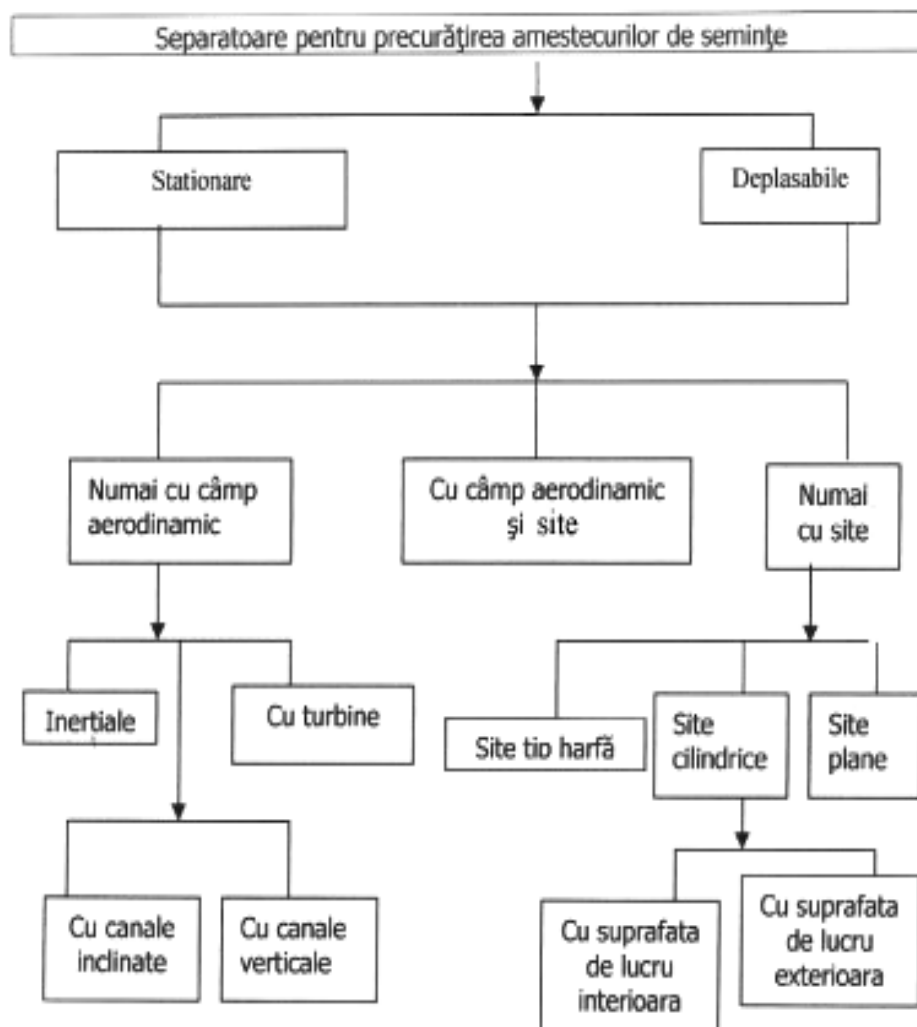 Separatoare pentru precurăţirea amestecurilor de seminţe
Stationare
Deplasabile
Numai cu câmp
aerodinamic
Cu câmp aerodinamic
şi site
Numai
cu site
Inertiale
Cu turbine
Site tip harfă
Site
cilindrice
Site
plane
Cu canale
inclinate
Cu canale
verticale
Cu suprafata
de lucru
interioara
Cu suprafata
de lucru
exterioara